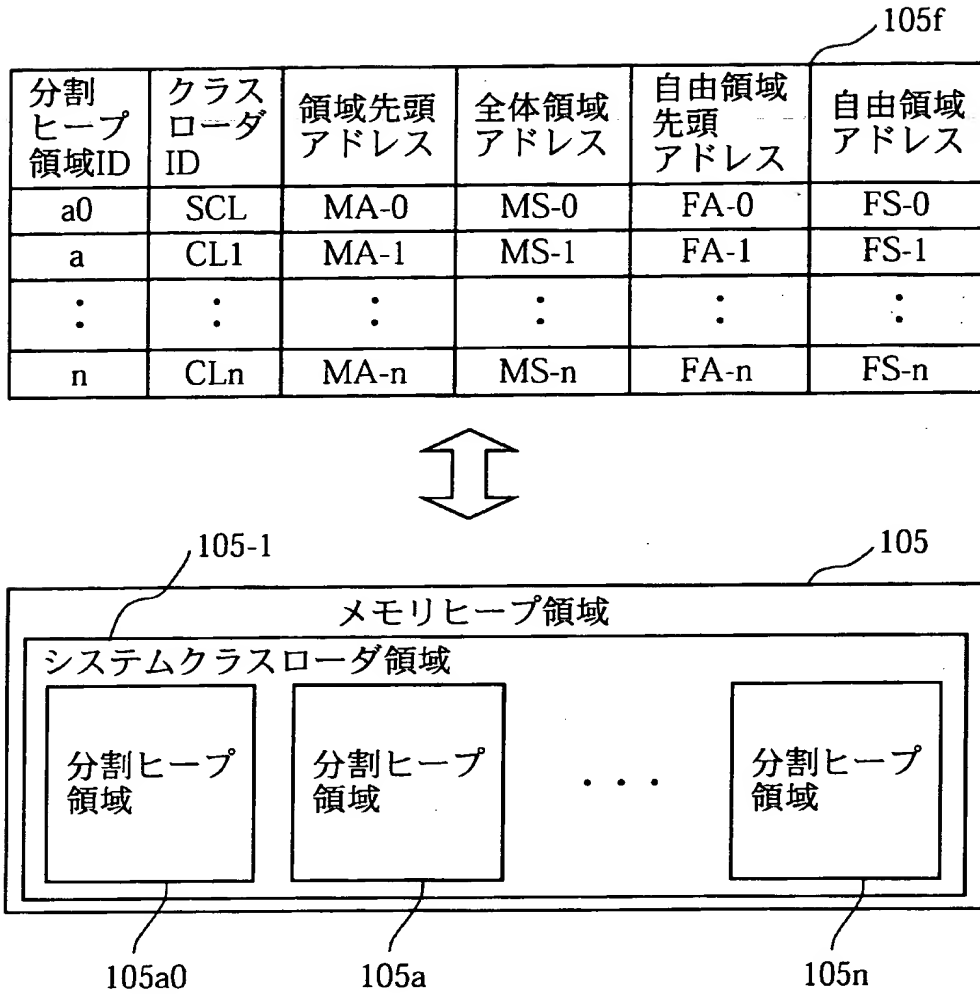 105f
分割
ヒープ
領域ID
クラス
ローダ
ID
領域先頭
アドレス
全体領域
アドレス
自由領域
先頭
アドレス
自由領域
アドレス
a0 SCL MA-0 MS-0 FA-0 FS-0
a CL1 MA-1 MS-1 FA-1 FS-1
: : : : : :
n CLn MA-n MS-n FA-n FS-n
105-1
105
メモリヒープ領域
システムクラスローダ領域
分割ヒープ
領域
分割ヒープ
領域
・・・
分割ヒープ
領域
105a0
105a
105n